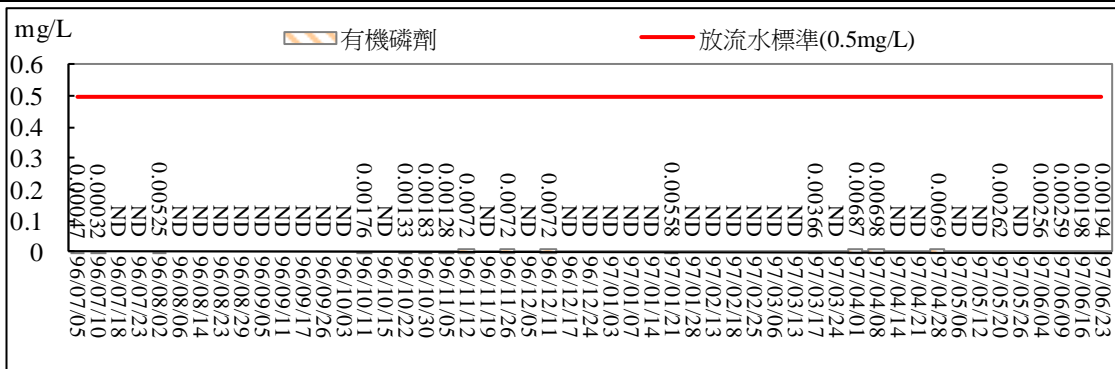 mg/L
有機磷劑
放流水標準(0.5mg/L)
0.6
0.5
0.4
0.3
0.2
0.1
0
0.00047
0.00032
ND
ND
0.00525
ND
ND
ND
ND
ND
ND
ND
ND
ND
0.00176
ND
0.00133
0.00183
0.00128
0.0072
ND
0.0072
ND
0.0072
ND
ND
ND
ND
ND
0.00558
ND
ND
ND
ND
ND
ND
0.00366
ND
0.00687
0.00698
ND
ND
0.0069
ND
ND
0.00262
ND
0.00256
0.00259
0.00198
0.00194
96/07/05
96/07/10
96/07/18
96/07/23
96/08/02
96/08/06
96/08/14
96/08/23
96/08/29
96/09/05
96/09/11
96/09/17
96/09/26
96/10/03
96/10/11
96/10/15
96/10/22
96/10/30
96/11/05
96/11/12
96/11/19
96/11/26
96/12/05
96/12/11
96/12/17
96/12/24
97/01/03
97/01/07
97/01/14
97/01/21
97/01/28
97/02/13
97/02/18
97/02/25
97/03/06
97/03/13
97/03/17
97/03/24
97/04/01
97/04/08
97/04/14
97/04/21
97/04/28
97/05/06
97/05/12
97/05/20
97/05/26
97/06/04
97/06/09
97/06/16
97/06/23